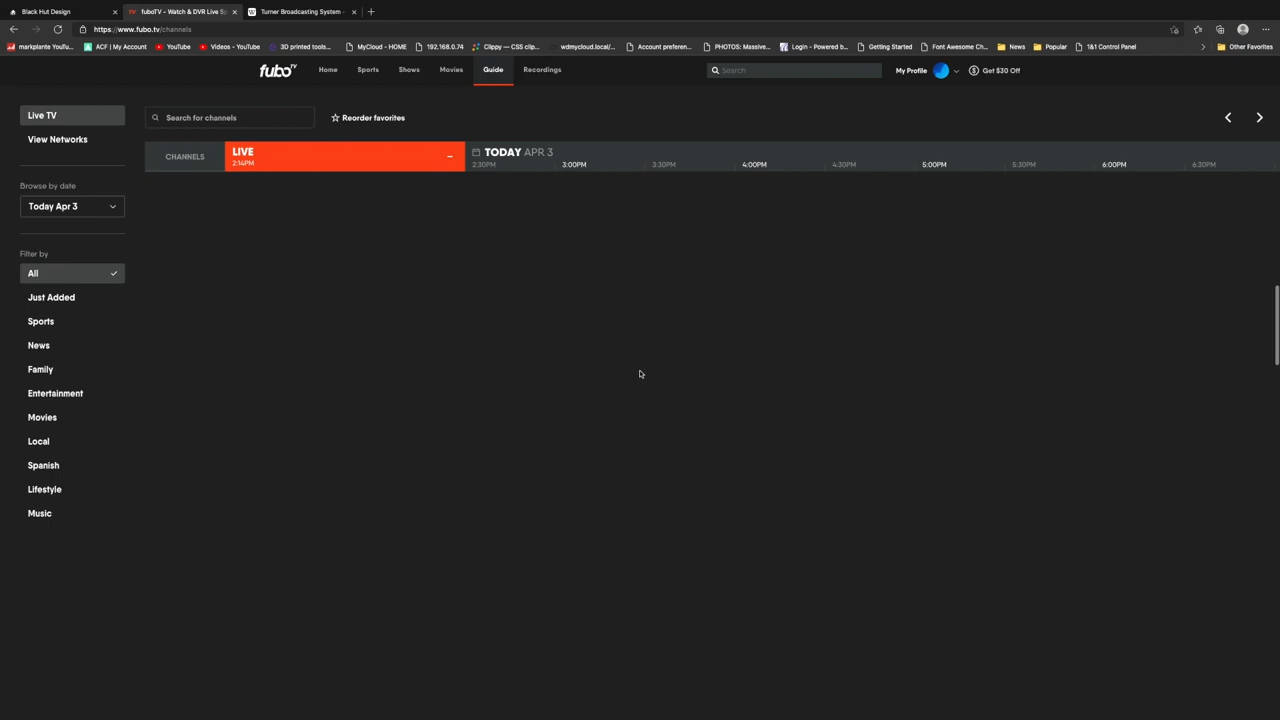 Black Hut Design
fuboTV - Watch & DVR Live Sp
Turner Broadcasting System -
https://www.fubo.tv/channels
markplante YouTu...
ACF | My Account
YouTube
Videos - YouTube
3D printed tools...
MyCloud - HOME
192.168.0.74
Clippy — CSS clip...
wdmycloud.local/...
Account preferen...
PHOTOS: Massive...
Login - Powered b...
Getting Started
Font Awesome Ch...
News
Popular
1&1 Control Panel
Other Favorites
fubo TV
Home
Sports
Shows
Movies
Guide
Recordings
Search
My Profile
Get $30 Off
Live TV
View Networks
Search for channels
Reorder favorites
CHANNELS
LIVE
2:14PM
TODAY APR 3
2:30PM
3:00PM
3:30PM
4:00PM
4:30PM
5:00PM
5:30PM
6:00PM
6:30PM
Browse by date
Today Apr 3
Filter by
All
Just Added
Sports
News
Family
Entertainment
Movies
Local
Spanish
Lifestyle
Music